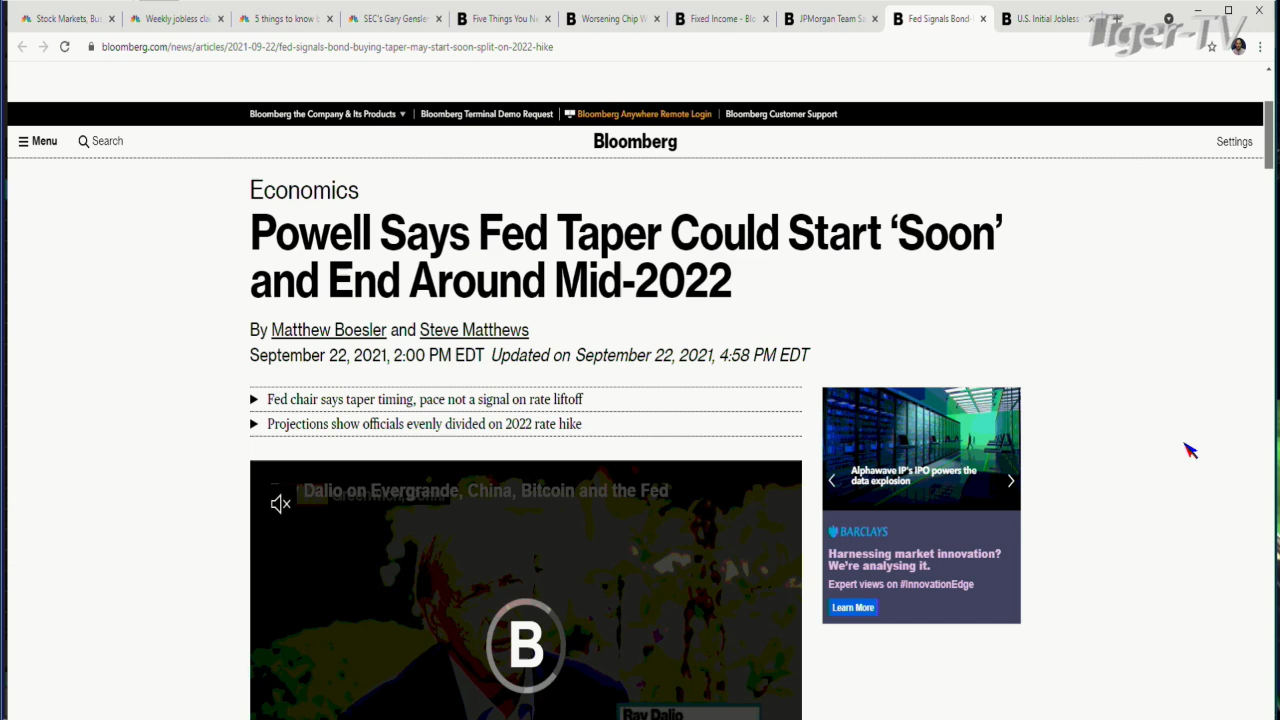 Stock Markets, Bus
Weekly jobless cla
5 things to know b
SEC's Gary Gensle
Five Things You Ne
Worsening Chip W
Fixed Income - Blo
JPMorgan Team Sa
Fed Signals Bond-
U.S. Initial Jobless
Tiger-TV
bloomberg.com/news/articles/2021-09-22/fed-signals-bond-buying-taper-may-start-soon-split-on-2022-hike
Bloomberg the Company & Its Products
Bloomberg Terminal Demo Request
Bloomberg Anywhere Remote Login
Bloomberg Customer Support
Menu
Search
Bloomberg
Settings
Economics
Powell Says Fed Taper Could Start ‘Soon’
and End Around Mid-2022
By Matthew Boesler and Steve Matthews
September 22, 2021, 2:00 PM EDT Updated on September 22, 2021, 4:58 PM EDT
Fed chair says taper timing, pace not a signal on rate liftoff
Projections show officials evenly divided on 2022 rate hike
Dalio on Evergrande, China, Bitcoin and the Fed
B
Ray Dalio
Alphawave IP's IPO powers the
data explosion
BARCLAYS
Harnessing market innovation?
We're analysing it.
Expert views on #InnovationEdge
Learn More